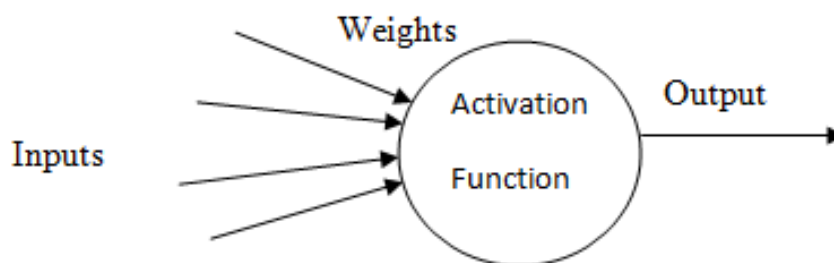 Weights
Activation
Output
Inputs
Function